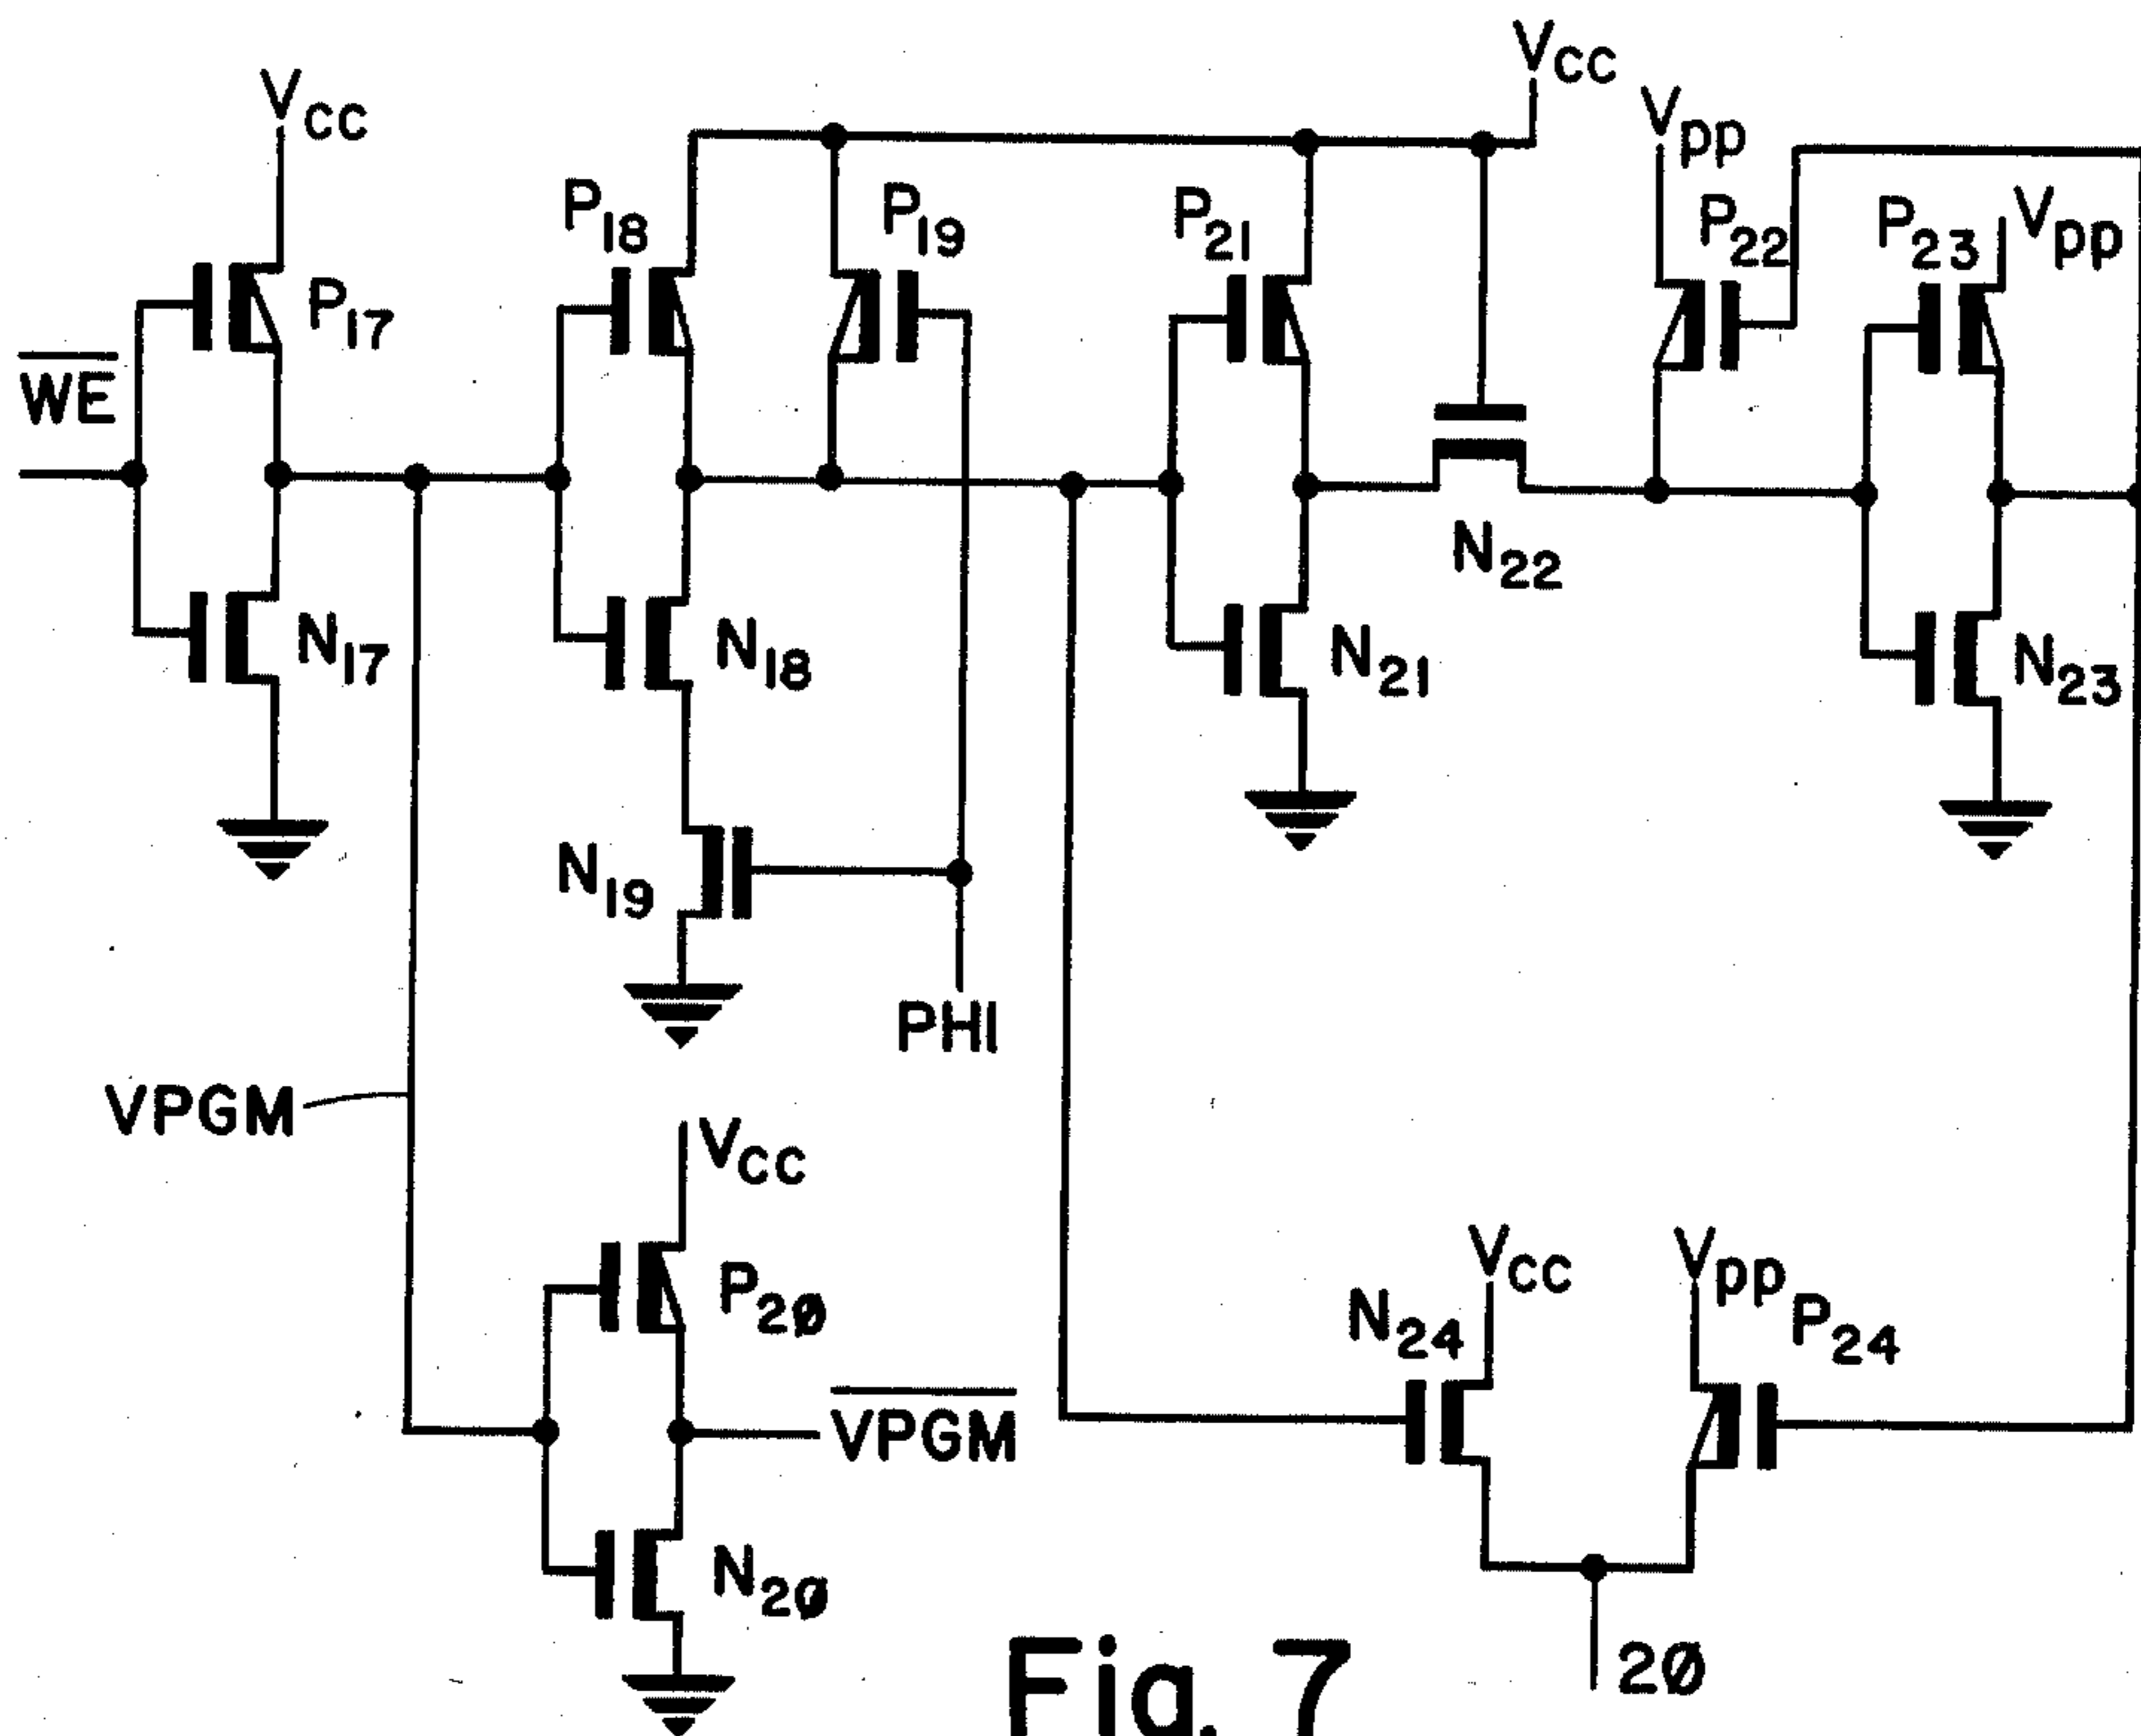 VCC
VCC
Vpp
P18
P19
P21
P22
P23
Vpp
P17
WE
N22
N17
N18
N21
N23
N19
PHI
VPGM
VCC
VCC
Vpp
P20
N24
P24
VPGM
N20
20
Fig. 7